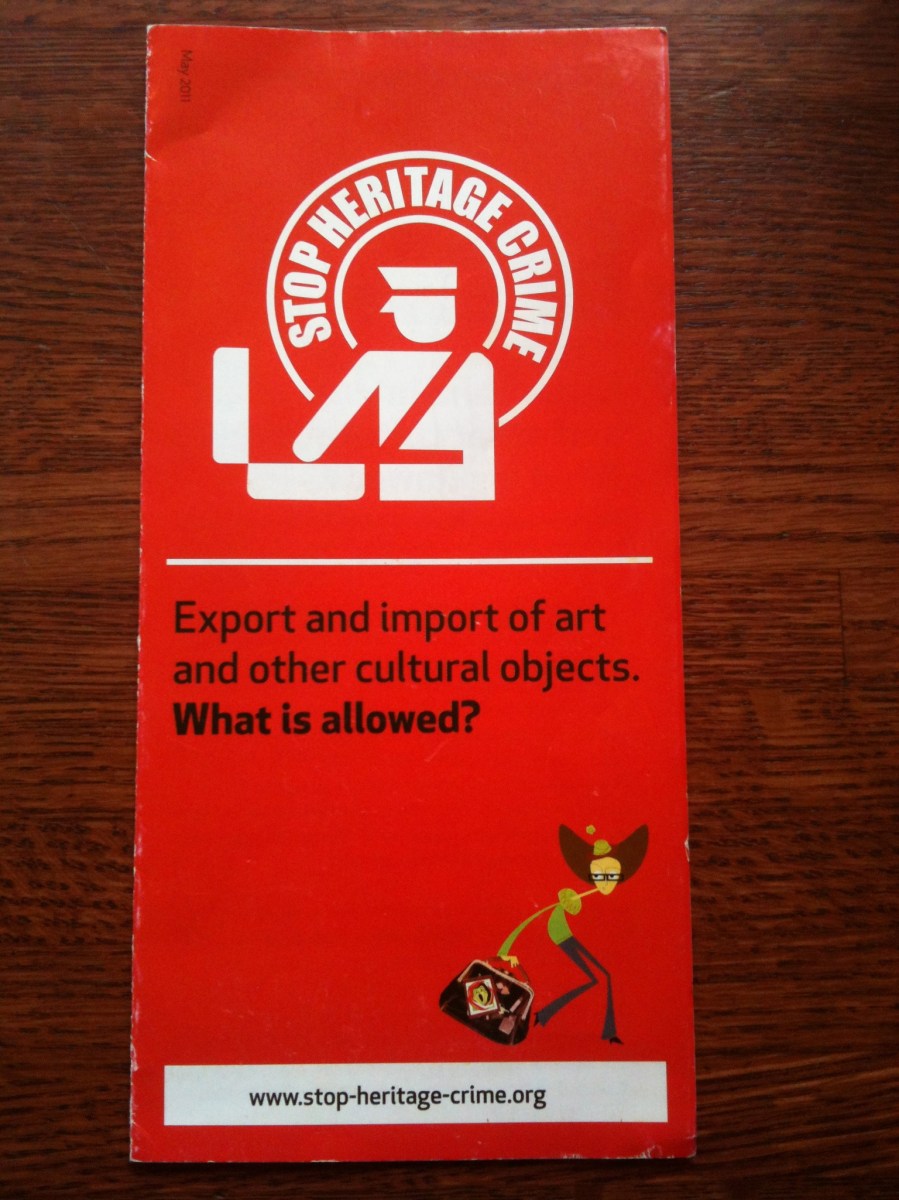 May 2011
STOP HERITAGE CRIME
Export and import of art
and other cultural objects.
What is allowed?
www.stop-heritage-crime.org